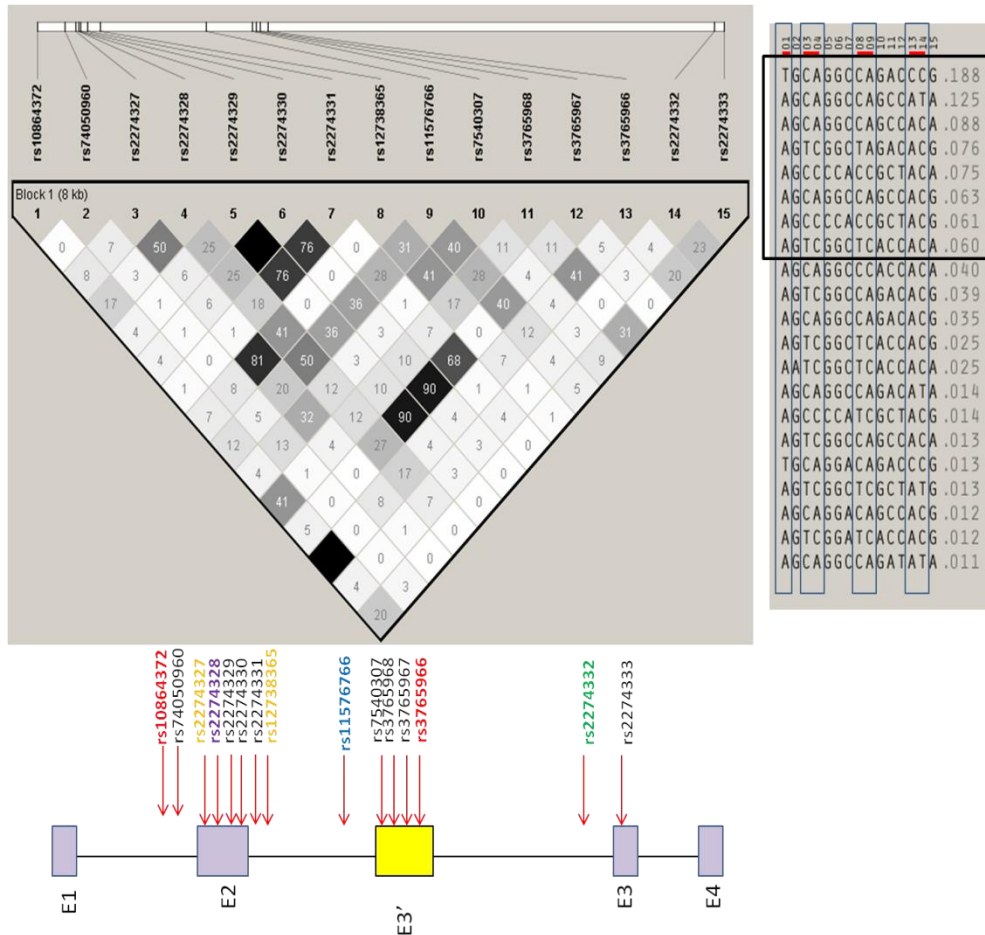 rs10864372
rs74050960
rs2274327
rs2274328
rs2274329
rs2274330
rs2274331
rs12738365
rs11576766
rs7540307
rs3765968
rs3765967
rs3765966
rs2274332
rs2274333
Block 1 (8 kb)
1 2 3 4 5 6 7 8 9 10 11 12 13 14 15
0 7 50 25 76 0 31 40 11 11 5 4 23
8 3 6 25 76 0 28 41 28 4 41 3 20
17 1 6 18 0 36 1 17 40 4 0 0
4 1 1 41 36 3 7 0 12 3 31
4 0 81 50 3 10 68 7 4 9
1 8 20 12 10 90 1 1 5
7 5 32 12 90 4 4 1
12 13 4 27 4 3 0
4 1 0 17 3 0
41 0 8 7 0
5 0 1 0
0 0
4 3
20
01 02 03 04 05 06 07 08 09 10 11 12 13 14 15
TGCAGGCCAGACCCG .188
AGCAGGCCAGCCATA .125
AGCAGGCCAGCCACA .088
AGTCGGCTAGACACG .076
AGCCCCACCGCTACA .075
AGCAGGCCAGCCACG .063
AGCCCCACCGCTACG .061
AGTCGGCTCACCACA .060
AGCAGGCCCACCACA .040
AGTCGGCCAGACACG .039
AGCAGGCCAGACACG .035
AGTCGGCTCACCACG .025
AATCGGCTCACCACA .025
AGCAGGCCAGACATA .014
AGCCCCATCGCTACG .014
AGTCGGCCAGCCACA .013
TGCAGGACAGACCCG .013
AGTCGGCTCGCTATG .013
AGCAGGACAGCCACG .012
AGTCGGATCACCACG .012
AGCAGGCCAGATATA .011
rs10864372
rs74050960
rs2274327
rs2274328
rs2274329
rs2274330
rs2274331
rs12738365
rs11576766
rs7540307
rs3765968
rs3765967
rs3765966
rs2274332
rs2274333
E1
E2
E3′
E3
E4